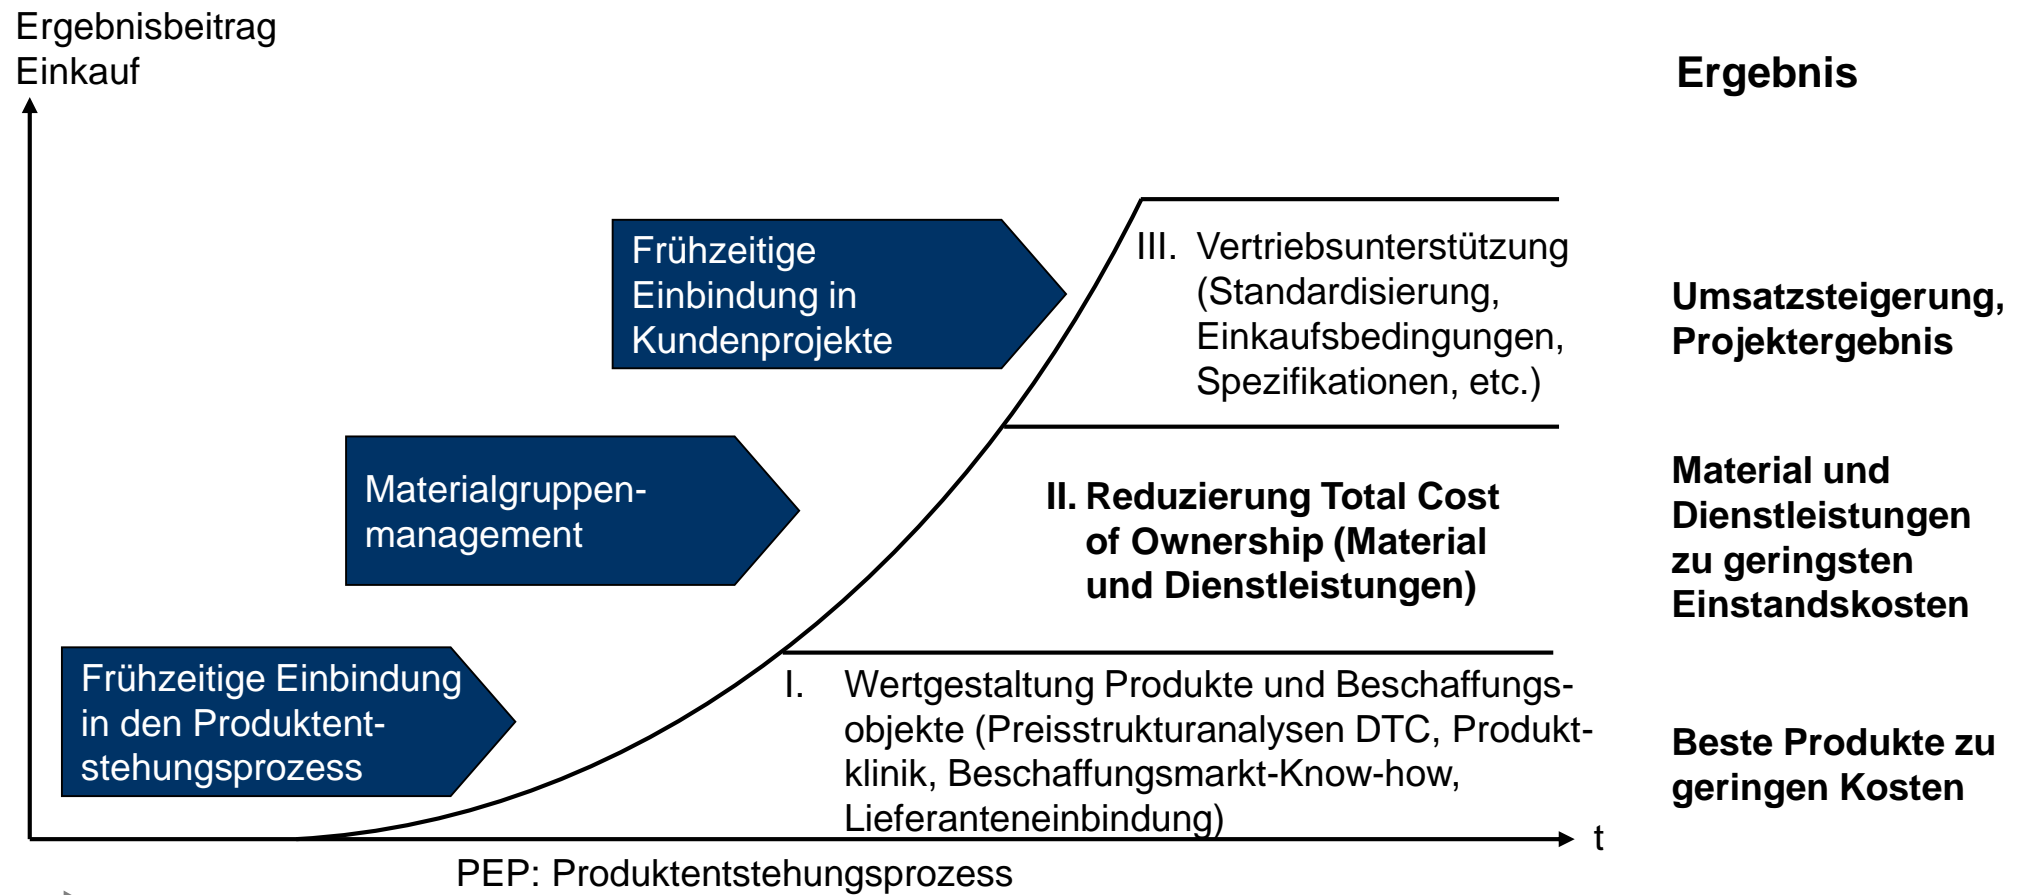 Ergebnisbeitrag
Einkauf
Ergebnis
Frühzeitige
Einbindung in
Kundenprojekte
III. Vertriebsunterstützung
(Standardisierung,
Einkaufsbedingungen,
Spezifikationen, etc.)
Umsatzsteigerung,
Projektergebnis
Materialgruppen-
management
II. Reduzierung Total Cost
of Ownership (Material
und Dienstleistungen)
Material und
Dienstleistungen
zu geringsten
Einstandskosten
Frühzeitige Einbindung
in den Produktent-
stehungsprozess
I. Wertgestaltung Produkte und Beschaffungs-
objekte (Preisstrukturanalysen DTC, Produkt-
klinik, Beschaffungsmarkt-Know-how,
Lieferanteneinbindung)
Beste Produkte zu
geringen Kosten
t
PEP: Produktentstehungsprozess